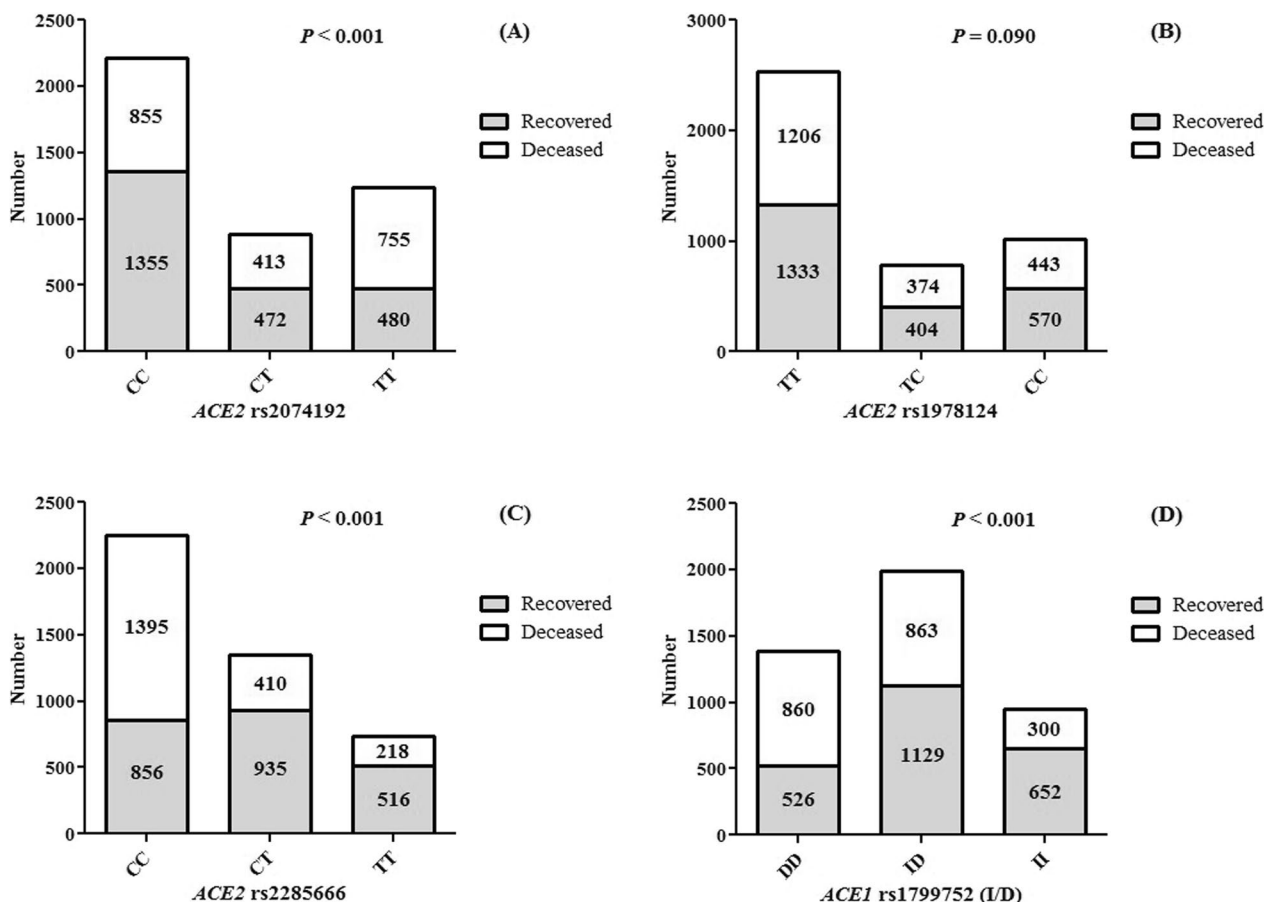 P < 0.001
(A)
2500
2000
1500
1000
500
0
Number
855
1355
413
472
755
480
Recovered
Deceased
CC
CT
TT
ACE2 rs2074192
P = 0.090
(B)
3000
2000
1000
0
Number
1206
1333
374
404
443
570
Recovered
Deceased
TT
TC
CC
ACE2 rs1978124
P < 0.001
(C)
2500
2000
1500
1000
500
0
Number
1395
856
410
935
218
516
Recovered
Deceased
CC
CT
TT
ACE2 rs2285666
P < 0.001
(D)
2500
2000
1500
1000
500
0
Number
860
526
863
1129
300
652
Recovered
Deceased
DD
ID
II
ACE1 rs1799752 (I/D)